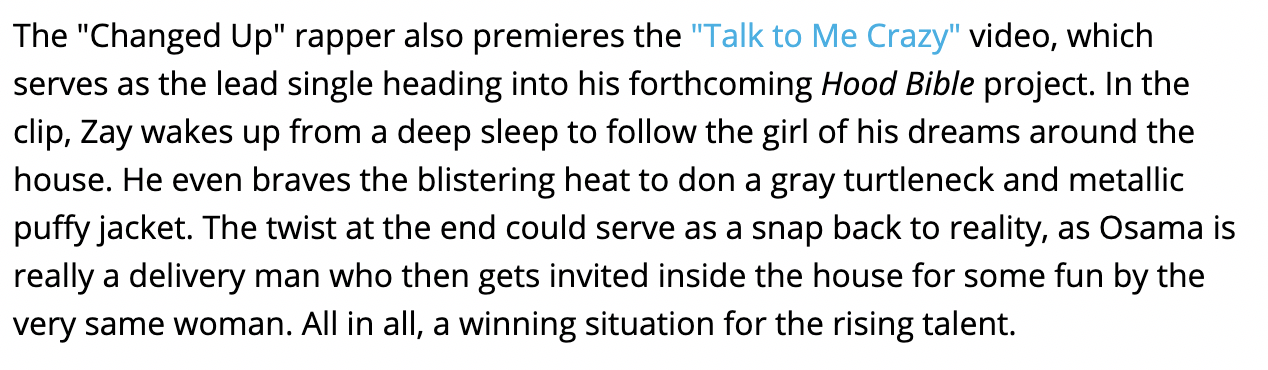 The "Changed Up" rapper also premieres the "Talk to Me Crazy" video, which
serves as the lead single heading into his forthcoming Hood Bible project. In the
clip, Zay wakes up from a deep sleep to follow the girl of his dreams around the
house. He even braves the blistering heat to don a gray turtleneck and metallic
puffy jacket. The twist at the end could serve as a snap back to reality, as Osama is
really a delivery man who then gets invited inside the house for some fun by the
very same woman. All in all, a winning situation for the rising talent.